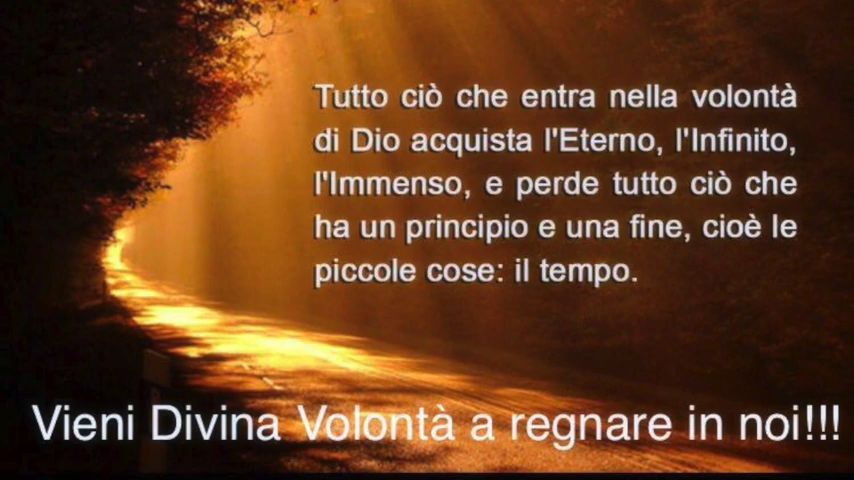 Tutto ciò che entra nella volontà
di Dio acquista l'Eterno, l'Infinito,
l'Immenso, e perde tutto ciò che
ha un principio e una fine, cioè le
piccole cose: il tempo.
Vieni Divina Volontà a regnare in noi!!!